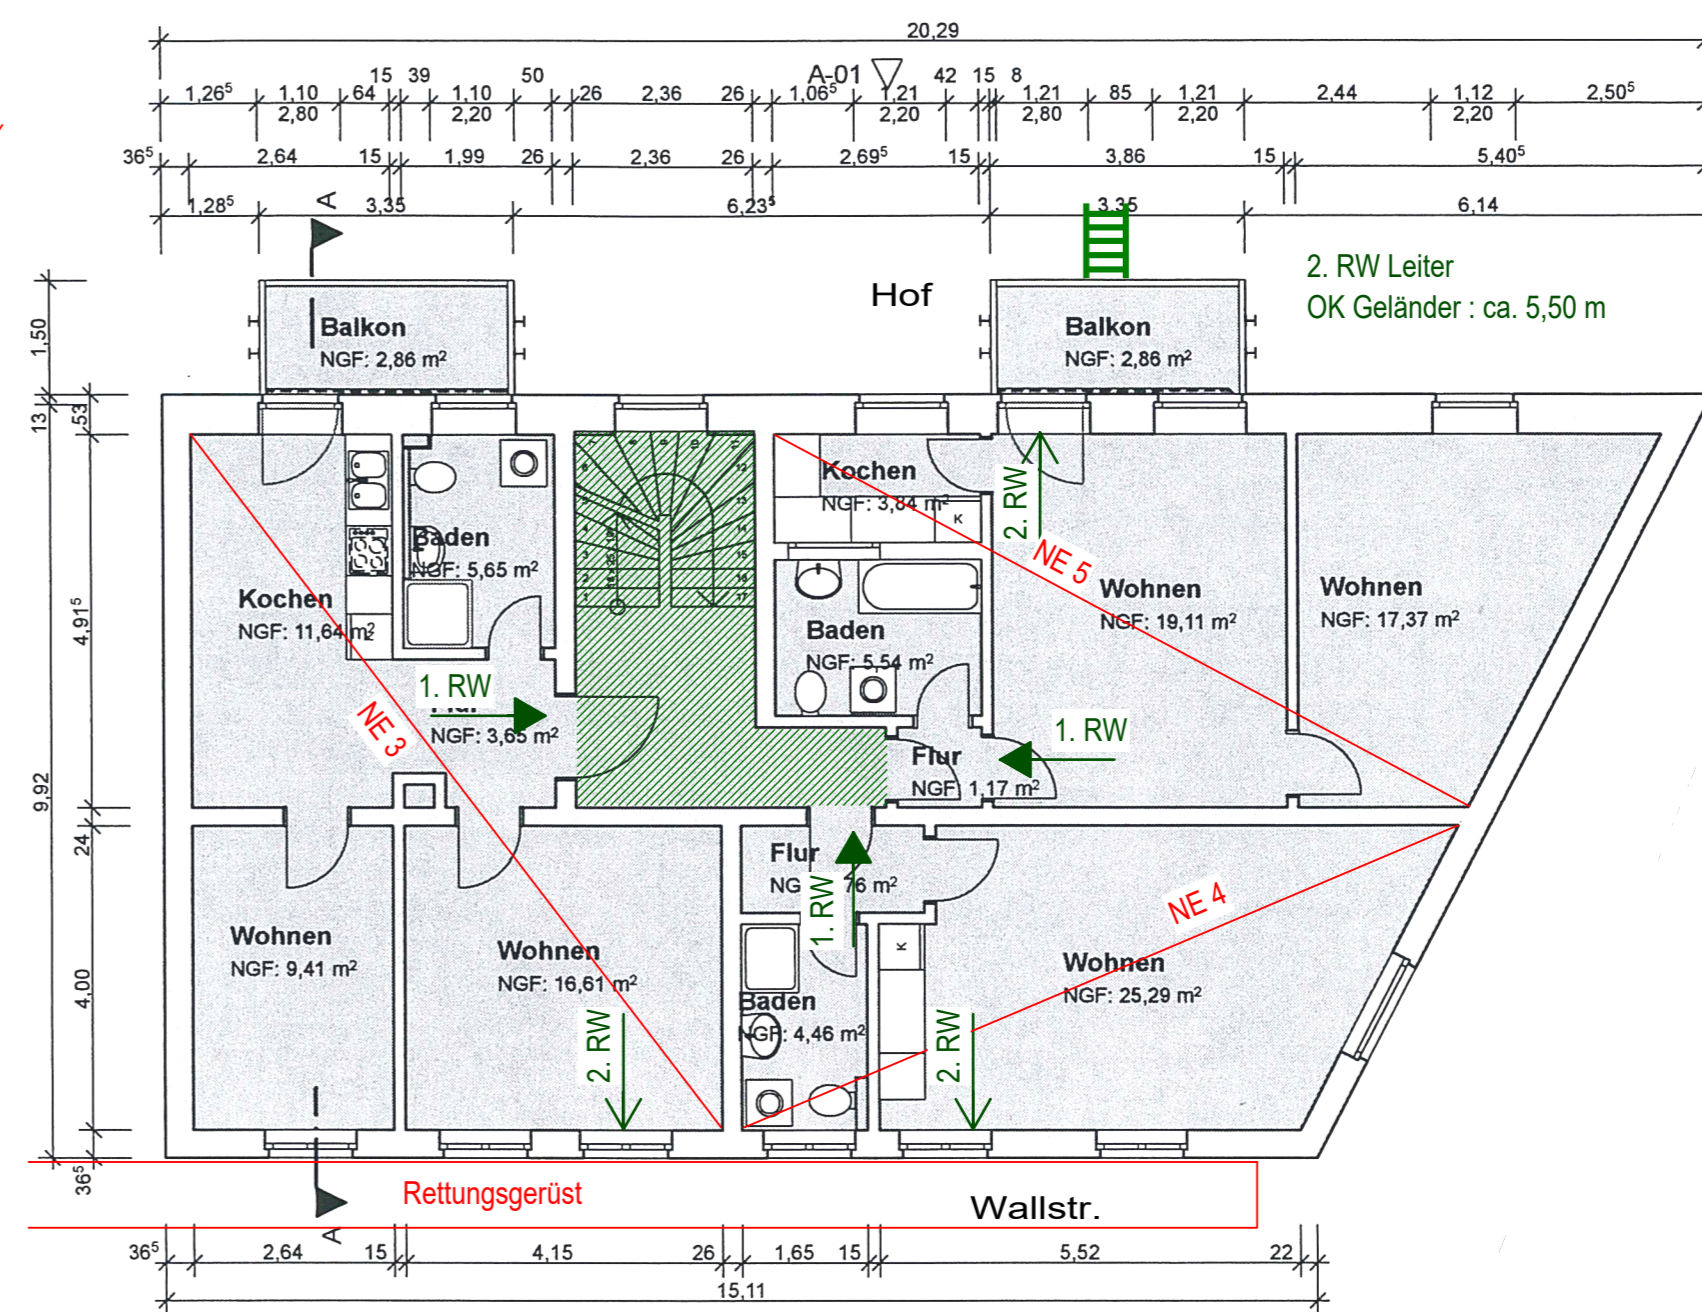 20,29
15 39 50 A-01 42 15 8
1,26⁵ 1,10 64 1,10 26 2,36 26 1,06⁵ 1,21 1,21 85 1,21 2,44 1,12 2,50⁵
2,80 2,20 2,20 2,80 2,20 2,20
36⁵ 2,64 15 1,99 26 2,36 26 2,69⁵ 15 3,86 15 5,40⁵
1,28⁵ A 3,35 6,23⁵ 3,35 6,14
2. RW Leiter
OK Geländer : ca. 5,50 m
Hof
1,50
Balkon
NGF: 2,86 m²
Balkon
NGF: 2,86 m²
13
,53
4,91⁵
9,92
24
4,00
36⁵
Kochen
NGF: 11,64 m²
Baden
NGF: 5,65 m²
Kochen
NGF: 3,84 m²
K
2. RW
NE 5
Wohnen
NGF: 19,11 m²
Wohnen
NGF: 17,37 m²
Baden
NGF: 5,54 m²
1. RW
Flur
NGF: 3,65 m²
NE 3
1. RW
Flur
NGF 1,17 m²
Flur
NG 76 m²
1. RW
NE 4
Wohnen
NGF: 9,41 m²
Wohnen
NGF: 16,61 m²
2. RW
Baden
NGF: 4,46 m²
K
2. RW
Wohnen
NGF: 25,29 m²
Rettungsgerüst
Wallstr.
A
36⁵ 2,64 15 4,15 26 1,65 15 5,52 22
15,11